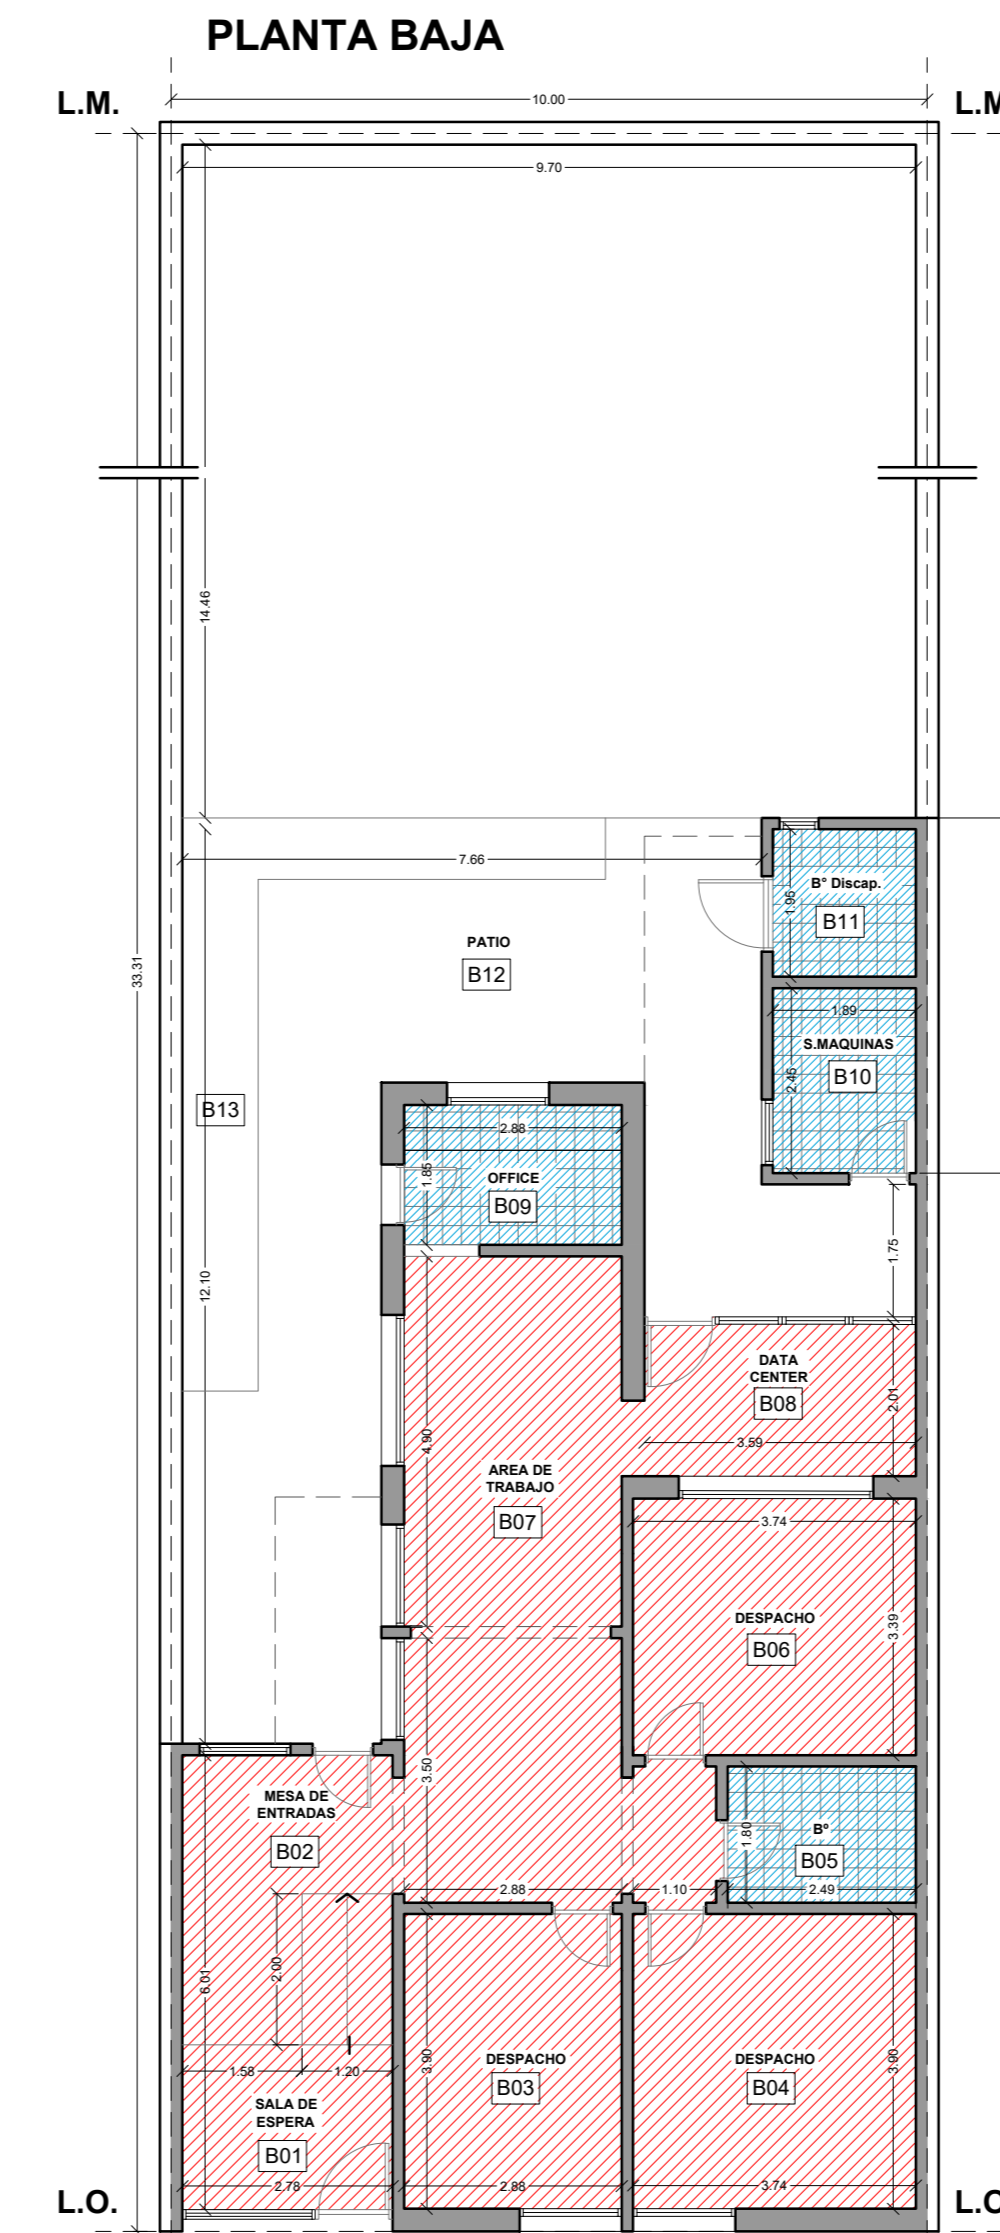 PLANTA BAJA
L.M.
10.00
L.M
9.70
14.46
7.66
B° Discap.
1.95
B11
PATIO
B12
33.31
1.89
S.MAQUINAS
B10
2.45
B13
2.88
1.85
OFFICE
B09
1.75
12.10
DATA
CENTER
B08
2.01
3.59
4.90
AREA DE
TRABAJO
B07
3.74
DESPACHO
B06
3.39
3.50
MESA DE
ENTRADAS
B02
1.80
Bº
B05
2.88
1.10
2.49
2.00
6.01
1.58
1.20
3.90
DESPACHO
B03
DESPACHO
B04
3.90
SALA DE
ESPERA
B01
2.78
2.88
3.74
L.O.
L.O